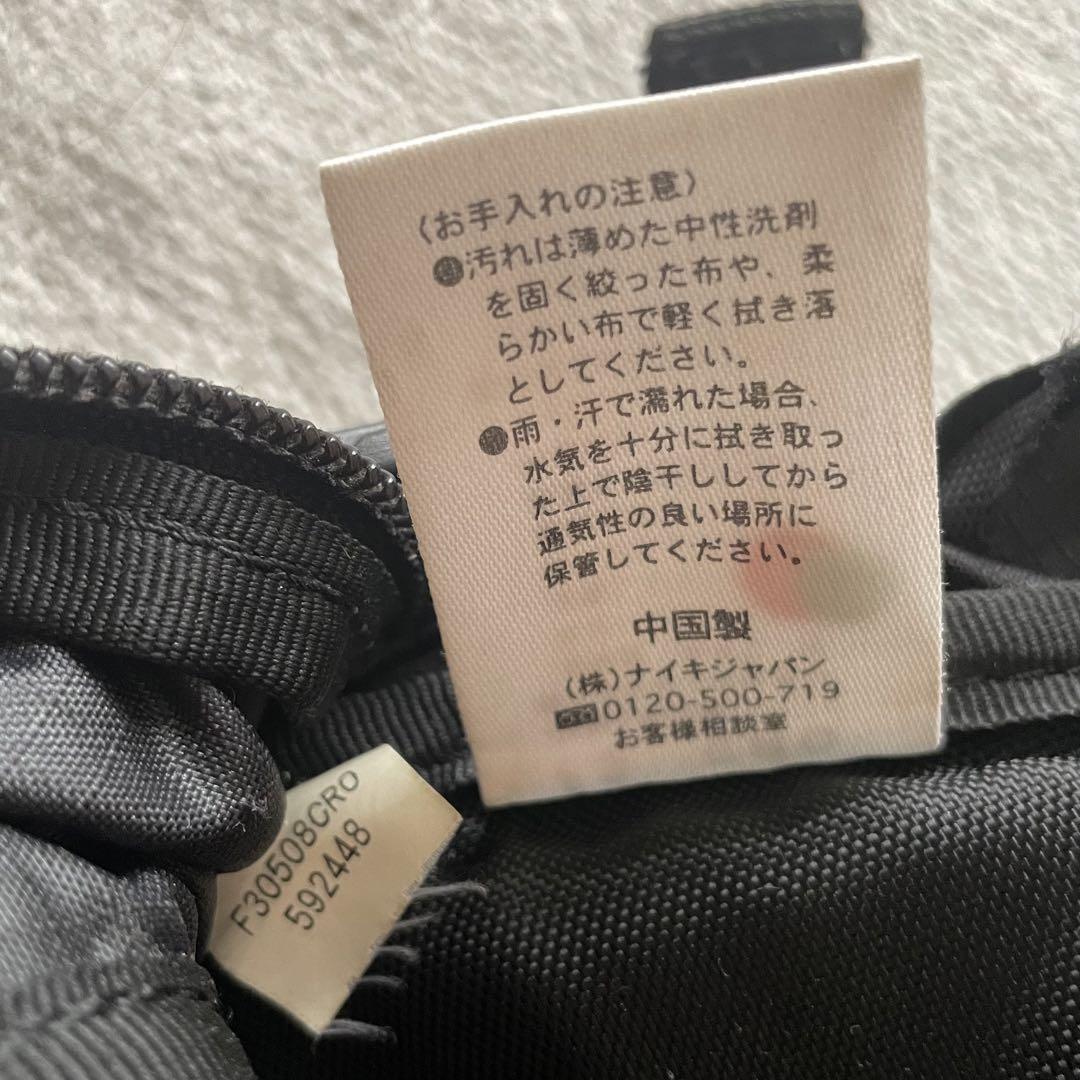 (お手入れの注意)
汚れは薄めた中性洗剤
を固く絞った布や、柔
らかい布で軽く拭き落
としてください。
雨・汗で濡れた場合、
水気を十分に拭き取っ
た上で陰干ししてから
通気性の良い場所に
保管してください。
中国製
(株)ナイキジャパン
0120-500-719
お客様相談室
F30508CRO
592448